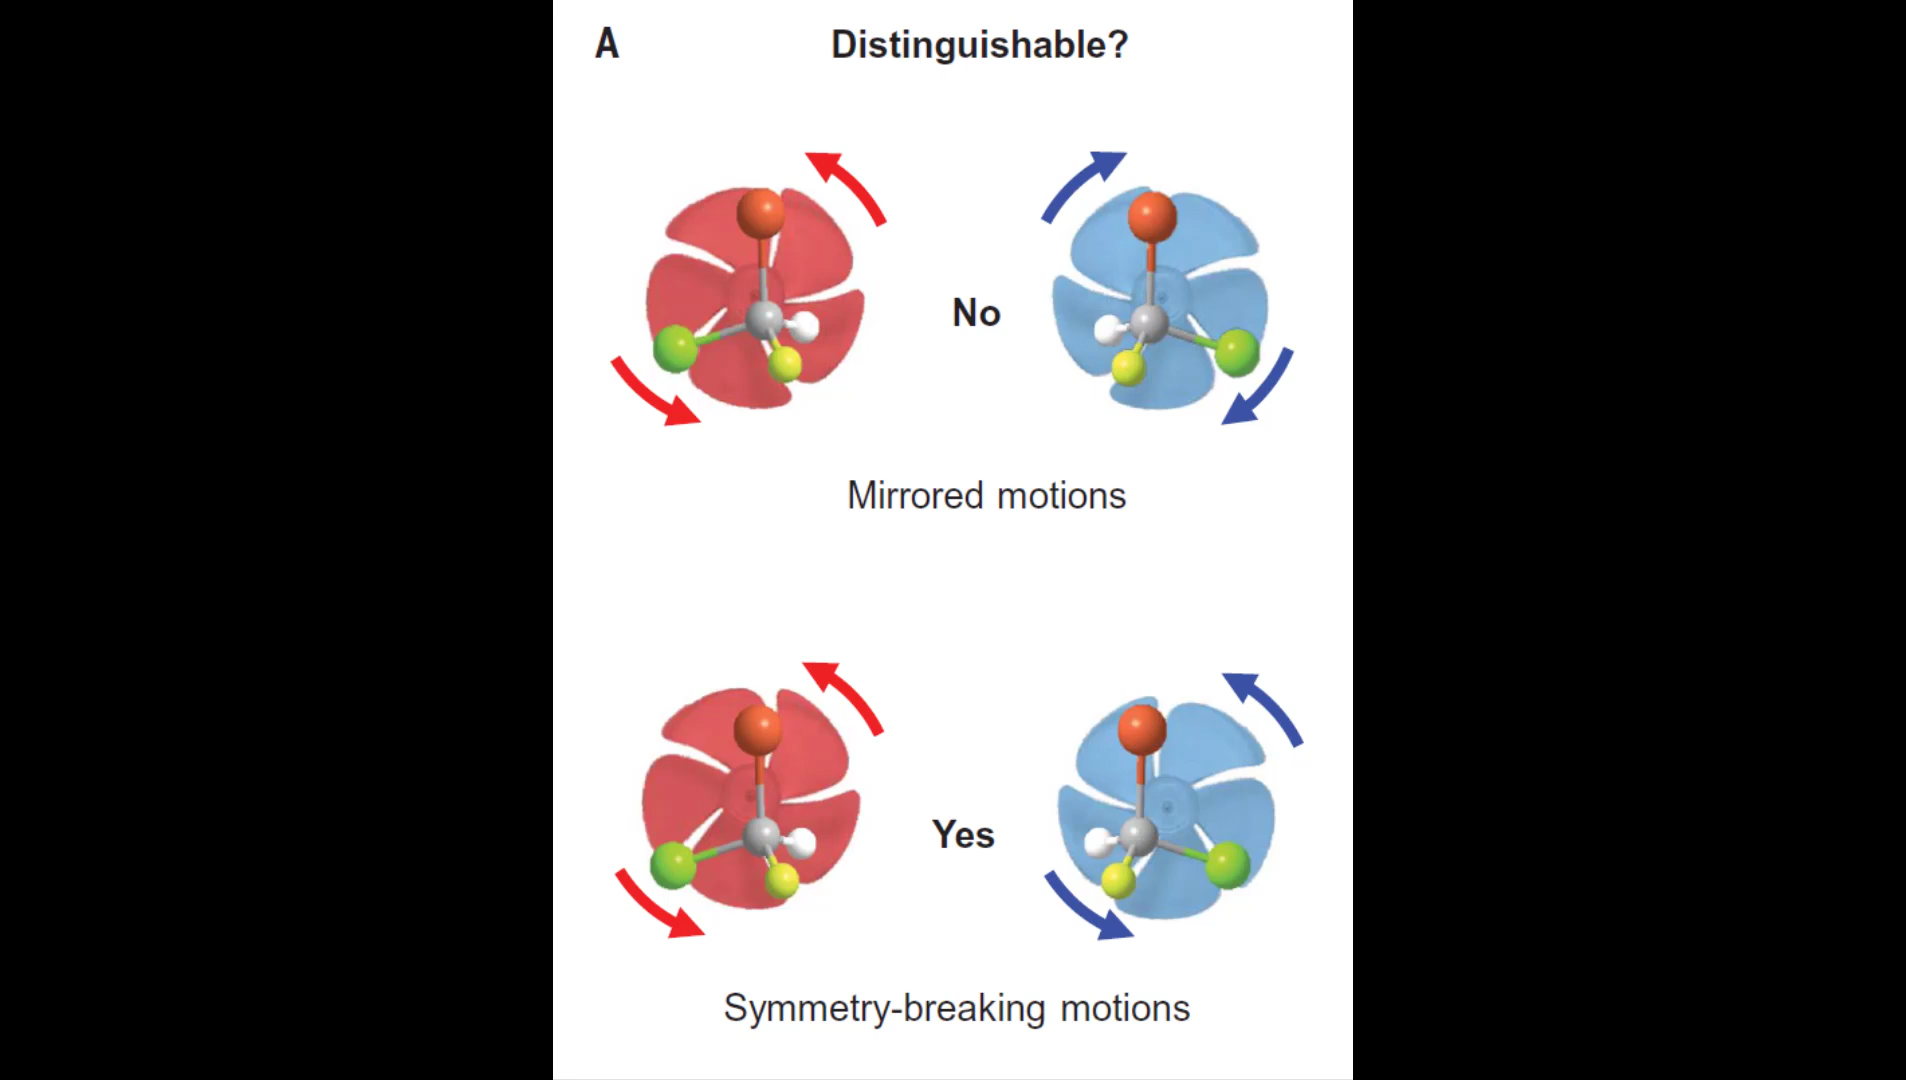 A
Distinguishable?
No
Mirrored motions
Yes
Symmetry-breaking motions